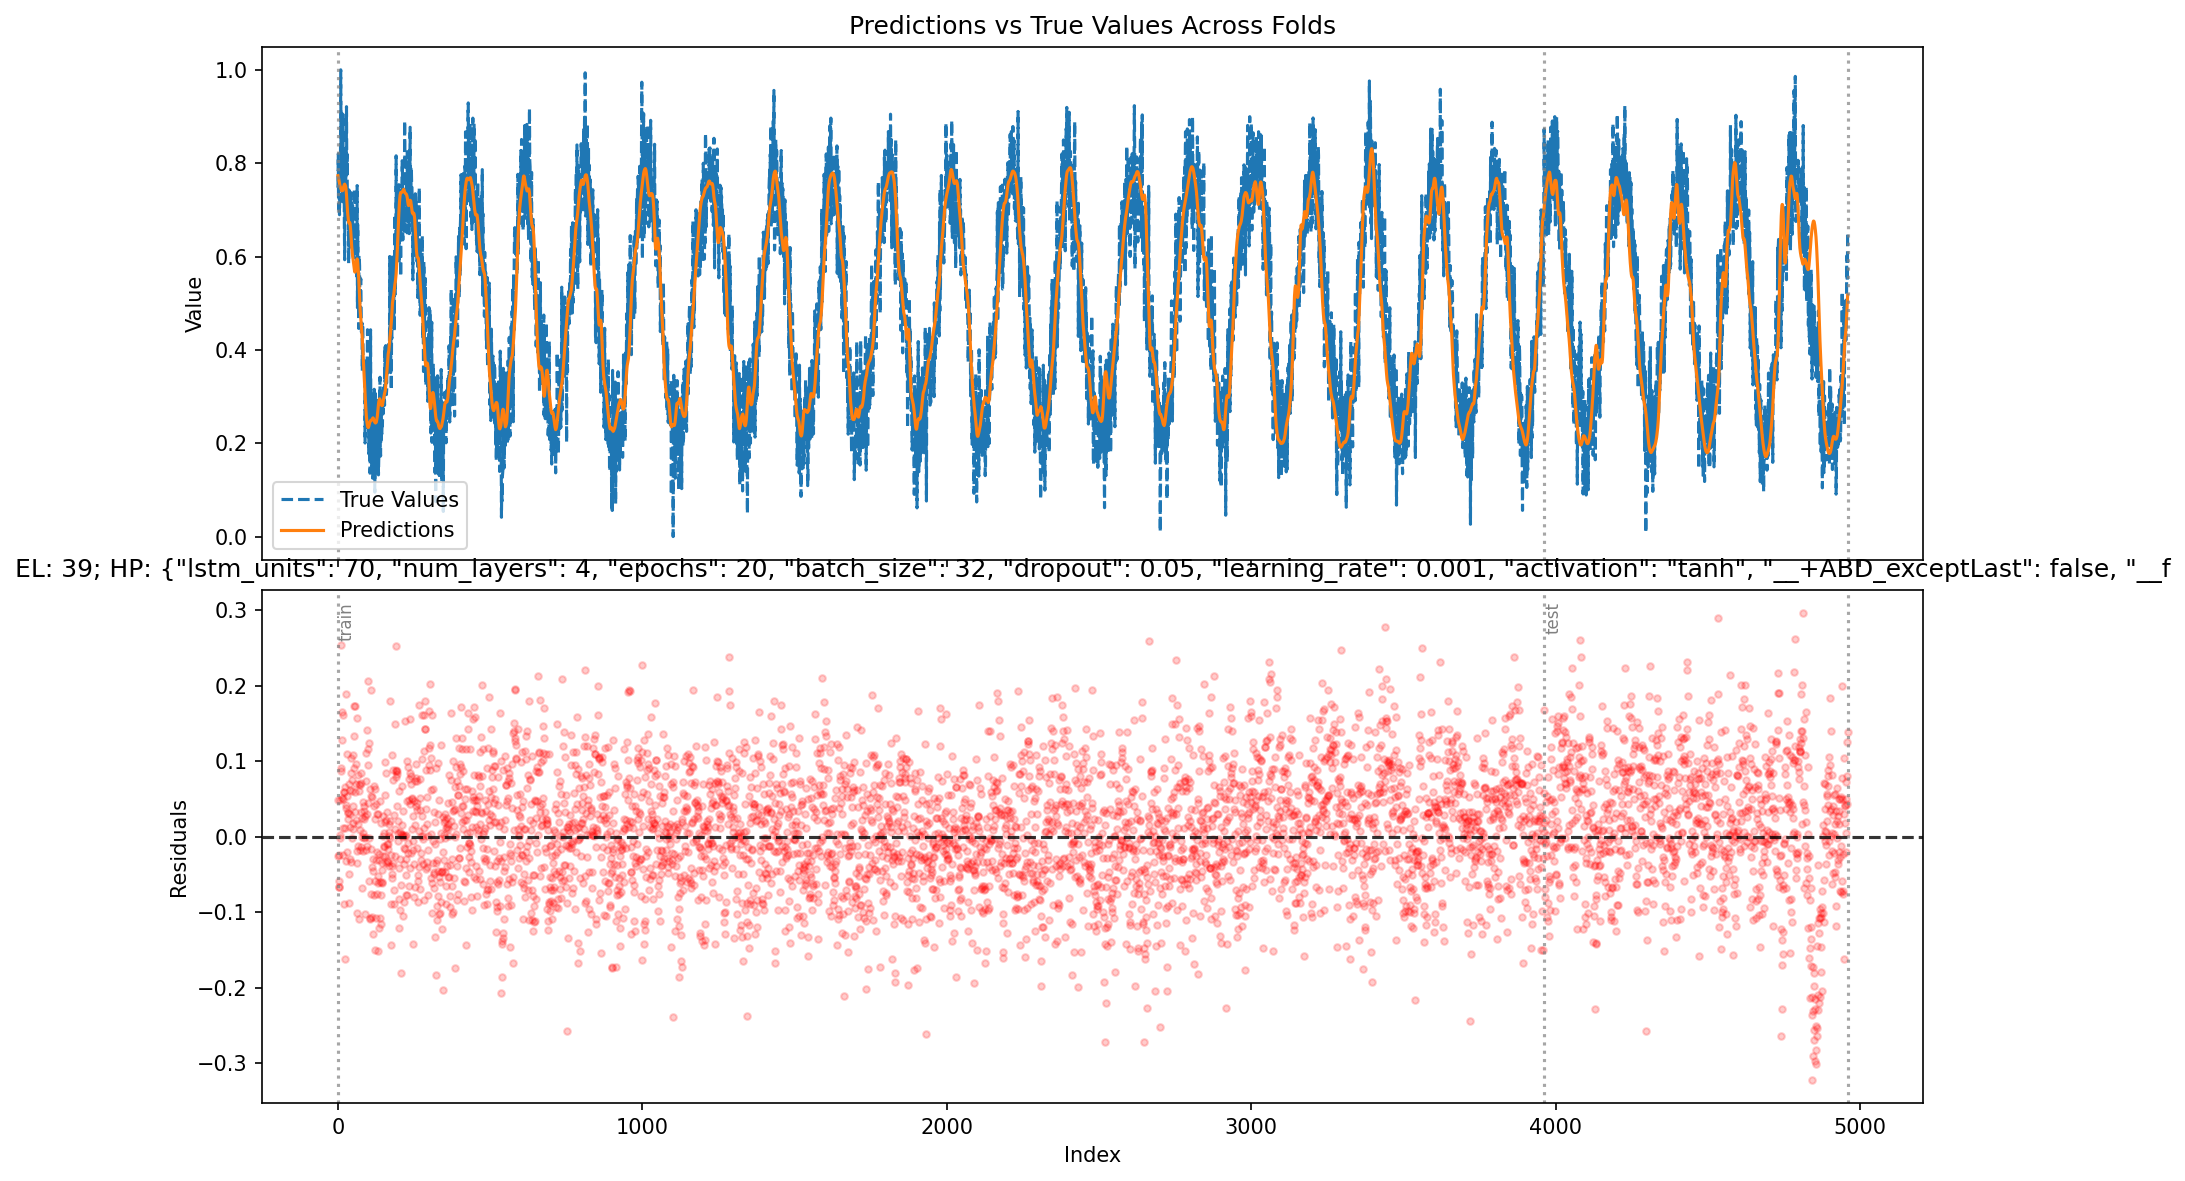 Predictions vs True Values Across Folds
1.0
0.8
0.6
0.4
0.2
0.0
Value
True Values
Predictions
EL: 39; HP: {"lstm_units": 70, "num_layers": 4, "epochs": 20, "batch_size": 32, "dropout": 0.05, "learning_rate": 0.001, "activation": "tanh", "__+ABD_exceptLast": false, "__f
train
test
0.3
0.2
0.1
0.0
−0.1
−0.2
−0.3
Residuals
0 1000 2000 3000 4000 5000
Index